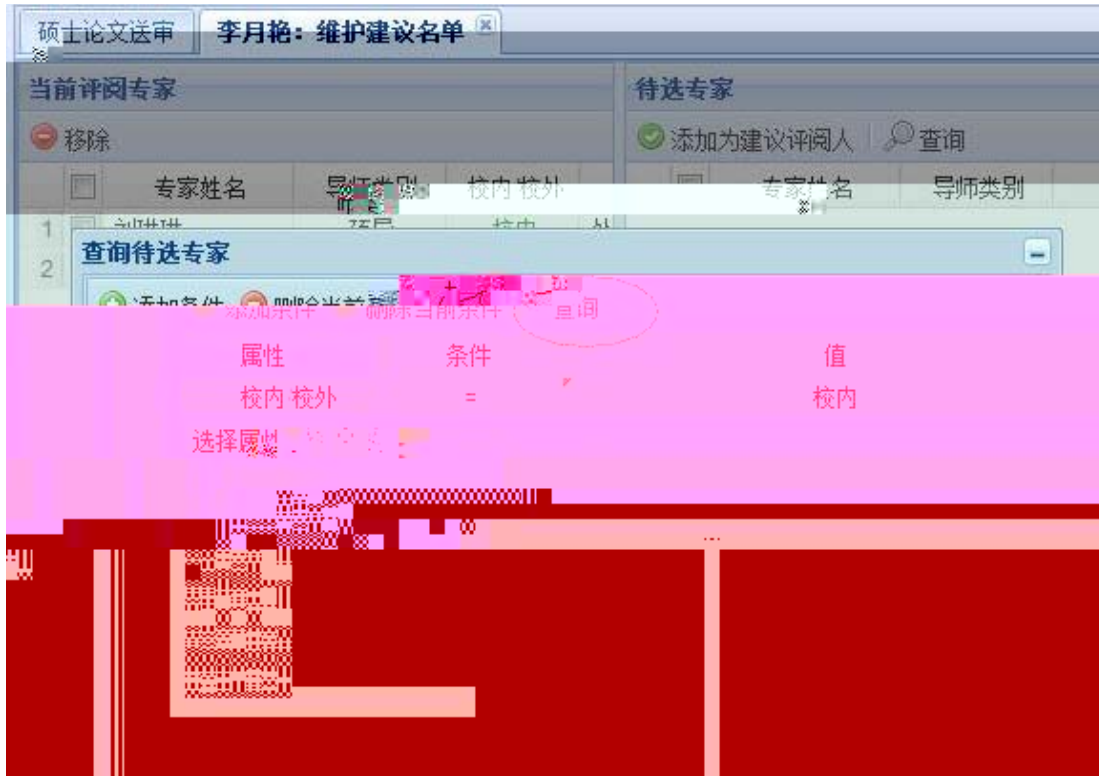 硕士论文送审 李月艳：维护建议名单
当前评阅专家 待选专家
移除 添加为建议评阅人 查询
专家姓名 导师类别 校内 校外 专家姓名 导师类别
1 校内
2 查询待选专家
添加条件 删除当前条件 查询
属性 条件 值
校内 校外 = 校内
选择属性